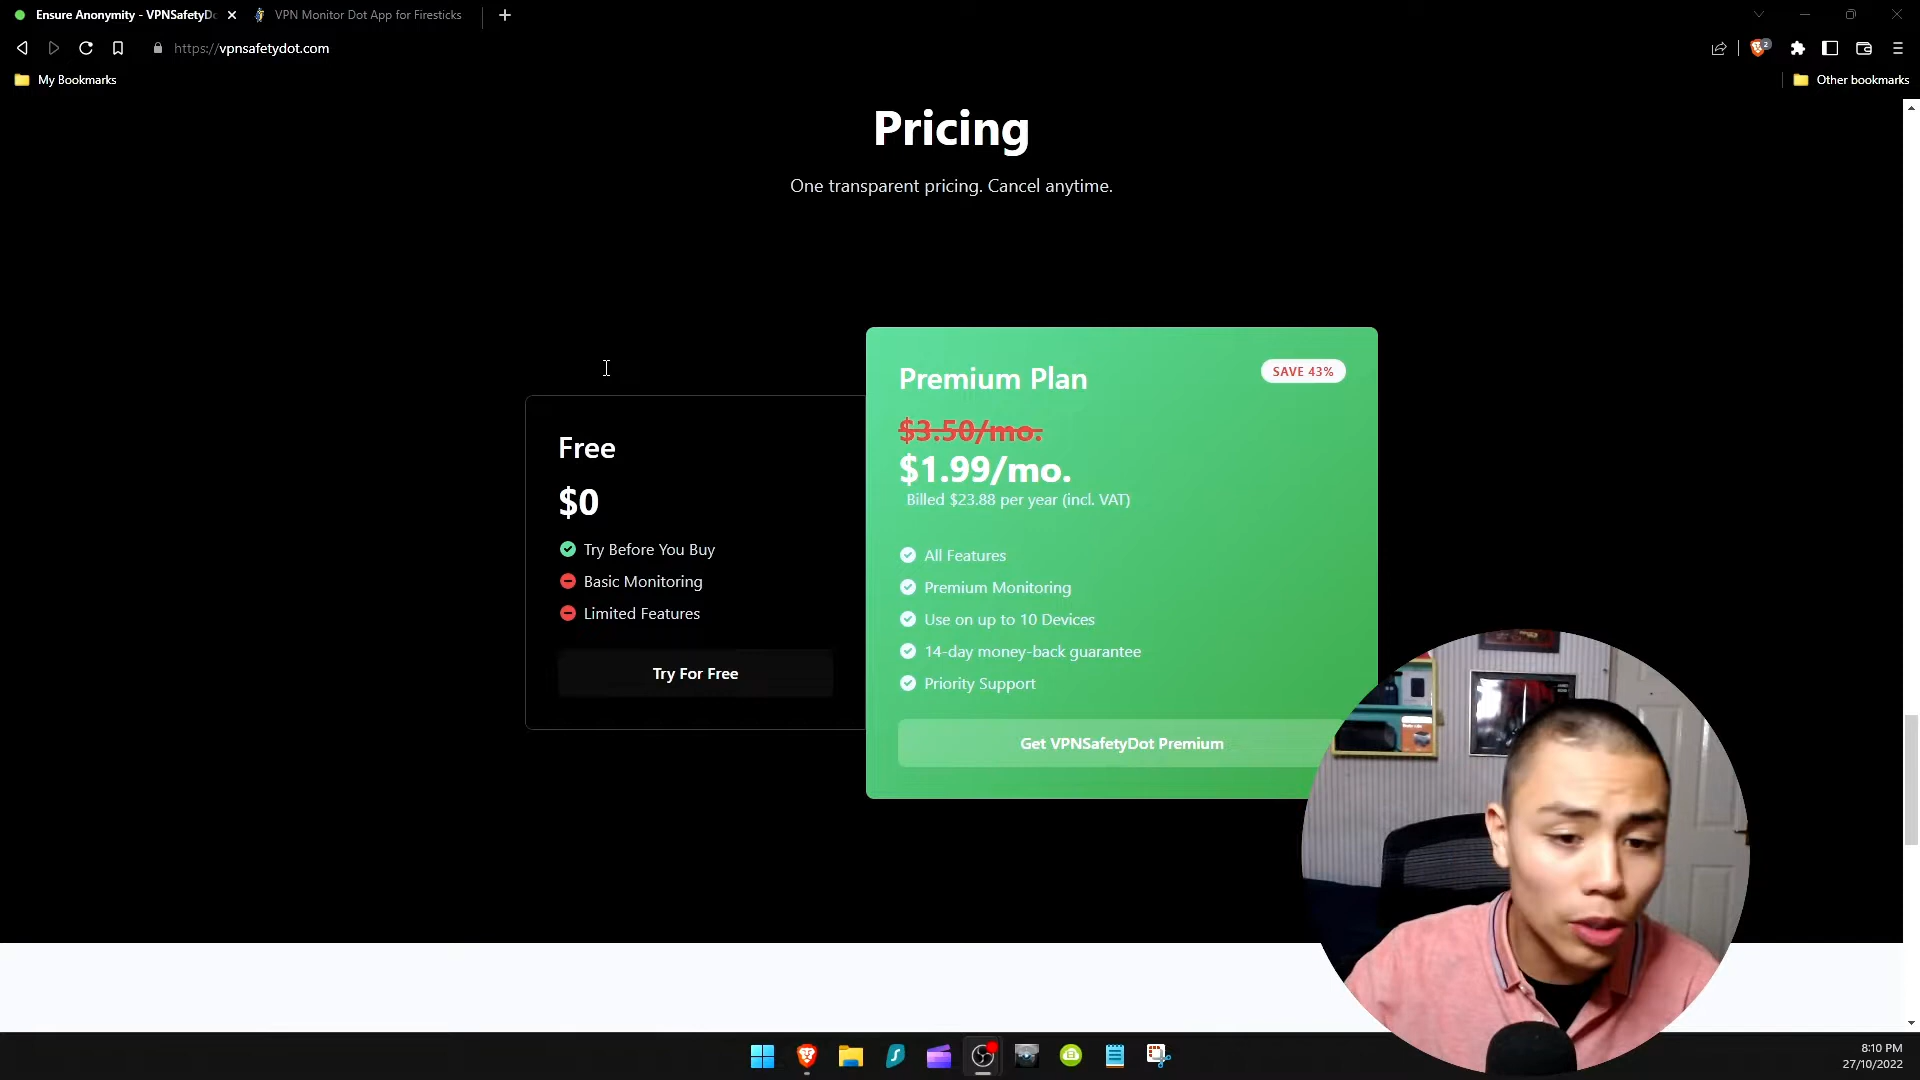 Ensure Anonymity - VPNSafetyD
VPN Monitor Dot App for Firesticks
https://vpnsafetydot.com
2
My Bookmarks
Other bookmarks
Pricing
One transparent pricing. Cancel anytime.
Free
$0
Try Before You Buy
Basic Monitoring
Limited Features
Try For Free
Premium Plan
SAVE 43%
$3.50/mo.
$1.99/mo.
Billed $23.88 per year (incl. VAT)
All Features
Premium Monitoring
Use on up to 10 Devices
14-day money-back guarantee
Priority Support
Get VPNSafetyDot Premium
8:10 PM
27/10/2022